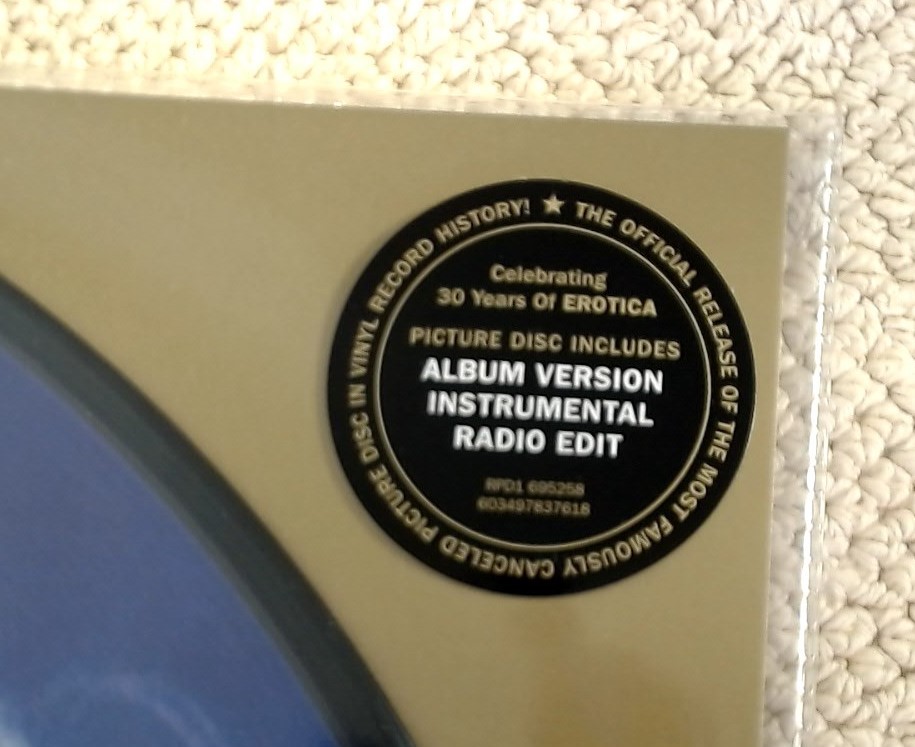 ★ THE OFFICIAL RELEASE OF THE MOST FAMOUSLY CANCELED PICTURE DISC IN VINYL RECORD HISTORY!
Celebrating
30 Years Of EROTICA
PICTURE DISC INCLUDES
ALBUM VERSION
INSTRUMENTAL
RADIO EDIT
RPD1 695258
603497837618